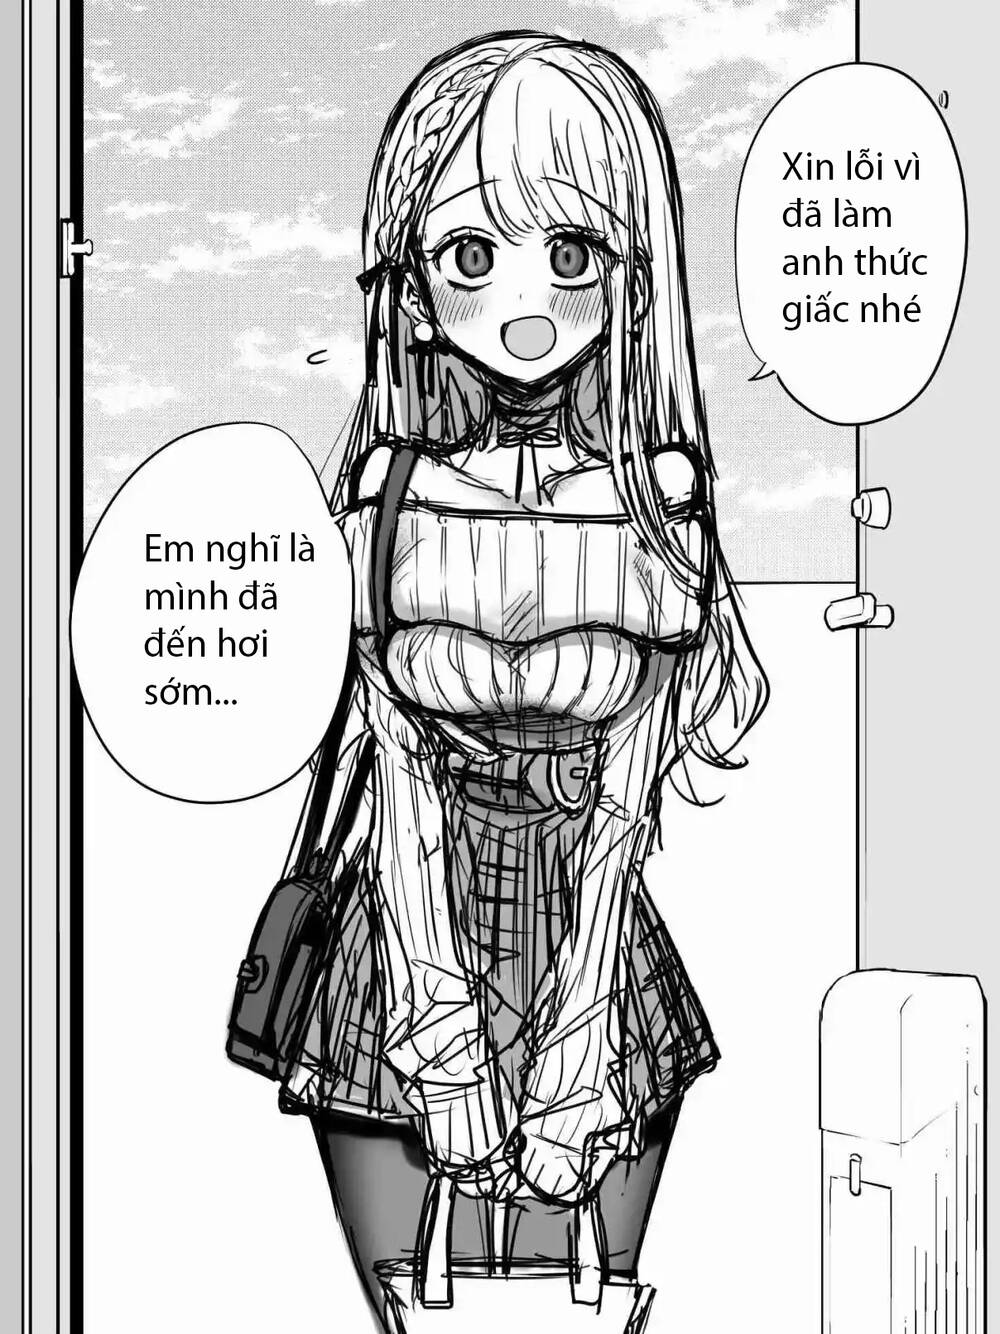 Xin lỗi vì
đã làm
anh thức
giấc nhé
Em nghĩ là
mình đã
đến hơi
sớm...